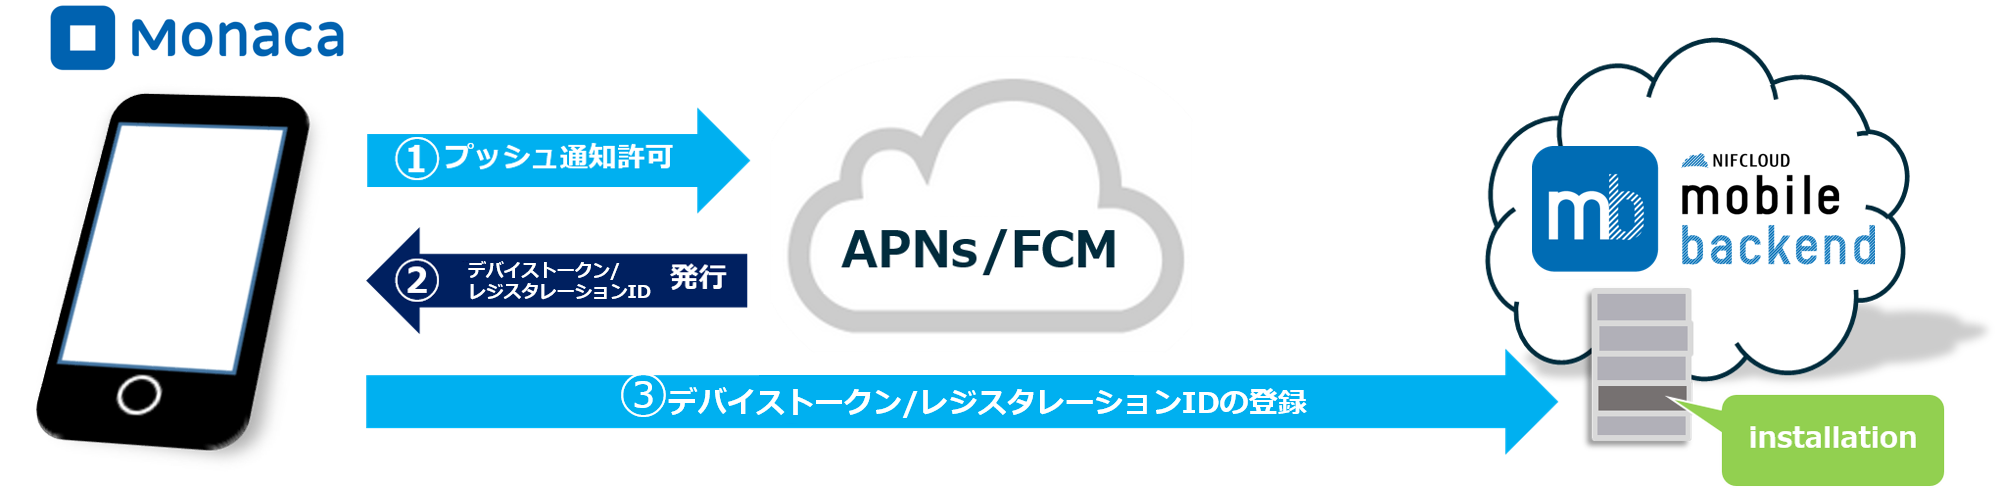 Monaca
①プッシュ通知許可
②デバイストークン/
レジスタレーションID 発行
APNs/FCM
③デバイストークン/レジスタレーションIDの登録
mb
NIFCLOUD
mobile
backend
installation